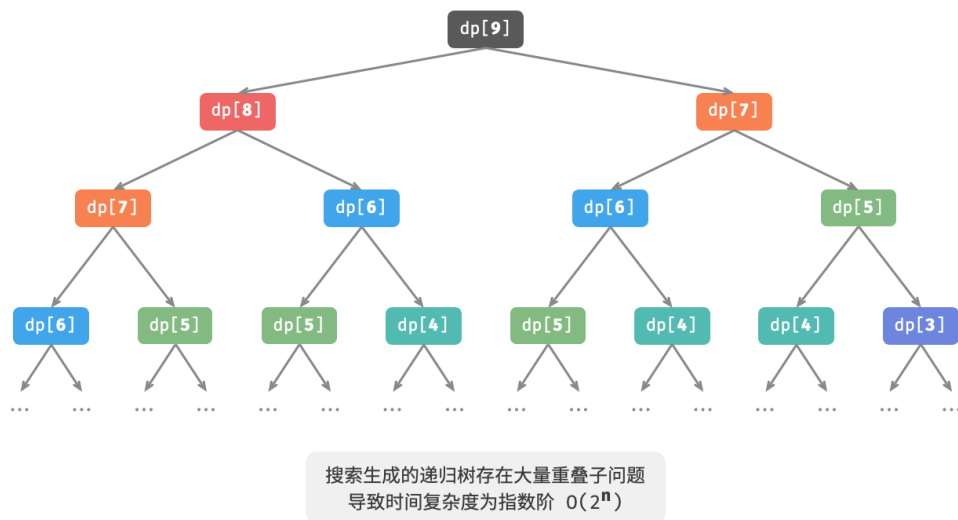 dp[9]
dp[8] dp[7]
dp[7] dp[6] dp[6] dp[5]
dp[6] dp[5] dp[5] dp[4] dp[5] dp[4] dp[4] dp[3]
... ... ... ... ... ... ... ... ... ... ... ... ... ... ... ...
搜索生成的递归树存在大量重叠子问题
导致时间复杂度为指数阶 O(2ⁿ)